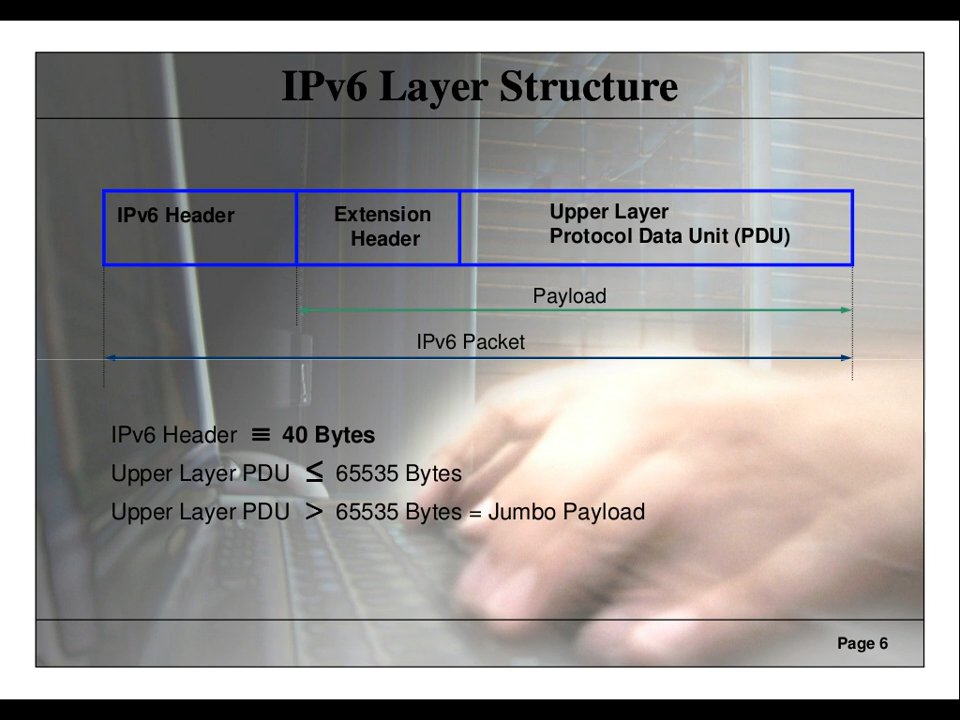 IPv6 Layer Structure
IPv6 Header
Extension
Header
Upper Layer
Protocol Data Unit (PDU)
Payload
IPv6 Packet
IPv6 Header ≡ 40 Bytes
Upper Layer PDU ≤ 65535 Bytes
Upper Layer PDU > 65535 Bytes = Jumbo Payload
Page 6